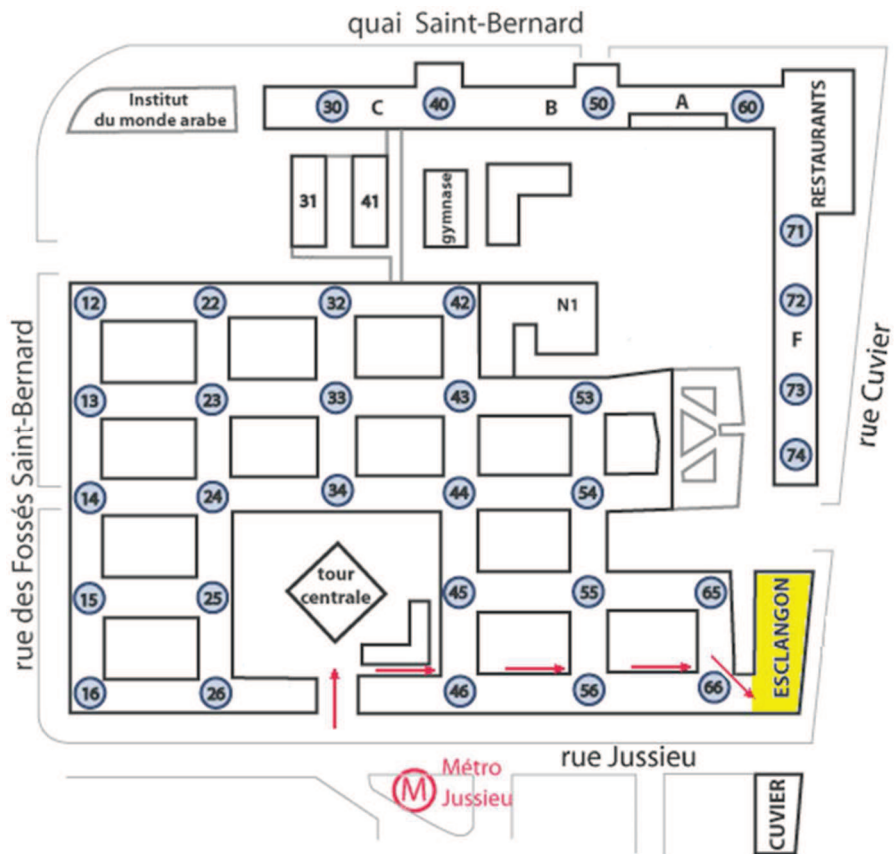 quai Saint-Bernard
Institut
du monde arabe
30
C
40
B
50
A
60
RESTAURANTS
31
41
gymnase
71
72
F
73
74
rue Cuvier
12
22
32
42
N1
13
23
33
43
53
14
24
34
44
54
rue des Fossés Saint-Bernard
tour
centrale
15
25
45
55
65
ESCLANGON
16
26
46
56
66
rue Jussieu
M
Métro
Jussieu
CUVIER